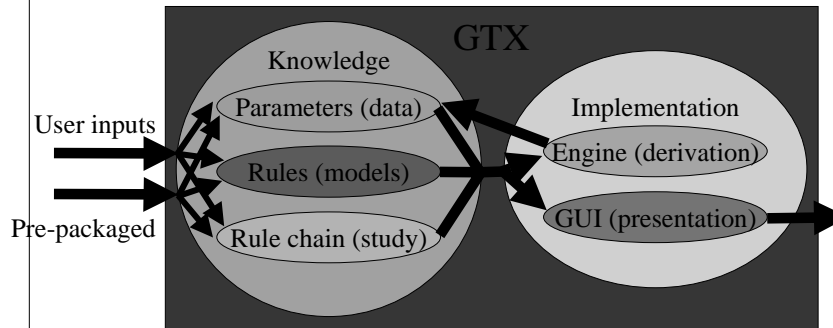 GTX
Knowledge
Parameters (data)
Rules (models)
Rule chain (study)
User inputs
Pre-packaged
Implementation
Engine (derivation)
GUI (presentation)